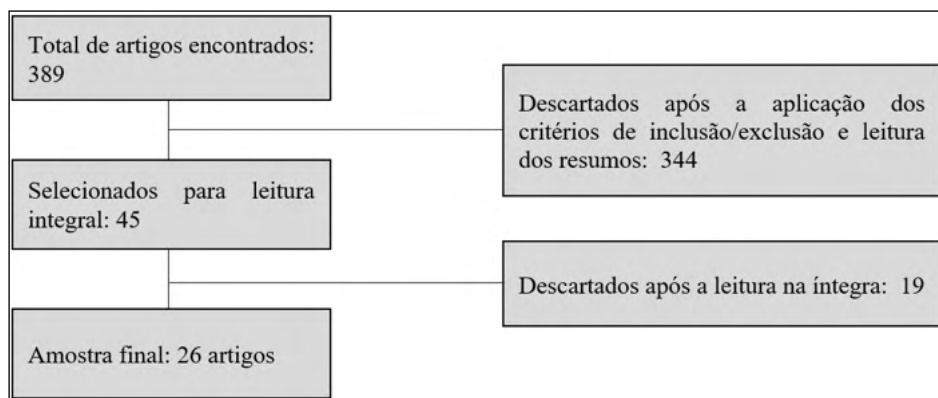 Total de artigos encontrados:
389
Descartados após a aplicação dos
critérios de inclusão/exclusão e leitura
dos resumos: 344
Selecionados para leitura
integral: 45
Descartados após a leitura na íntegra: 19
Amostra final: 26 artigos